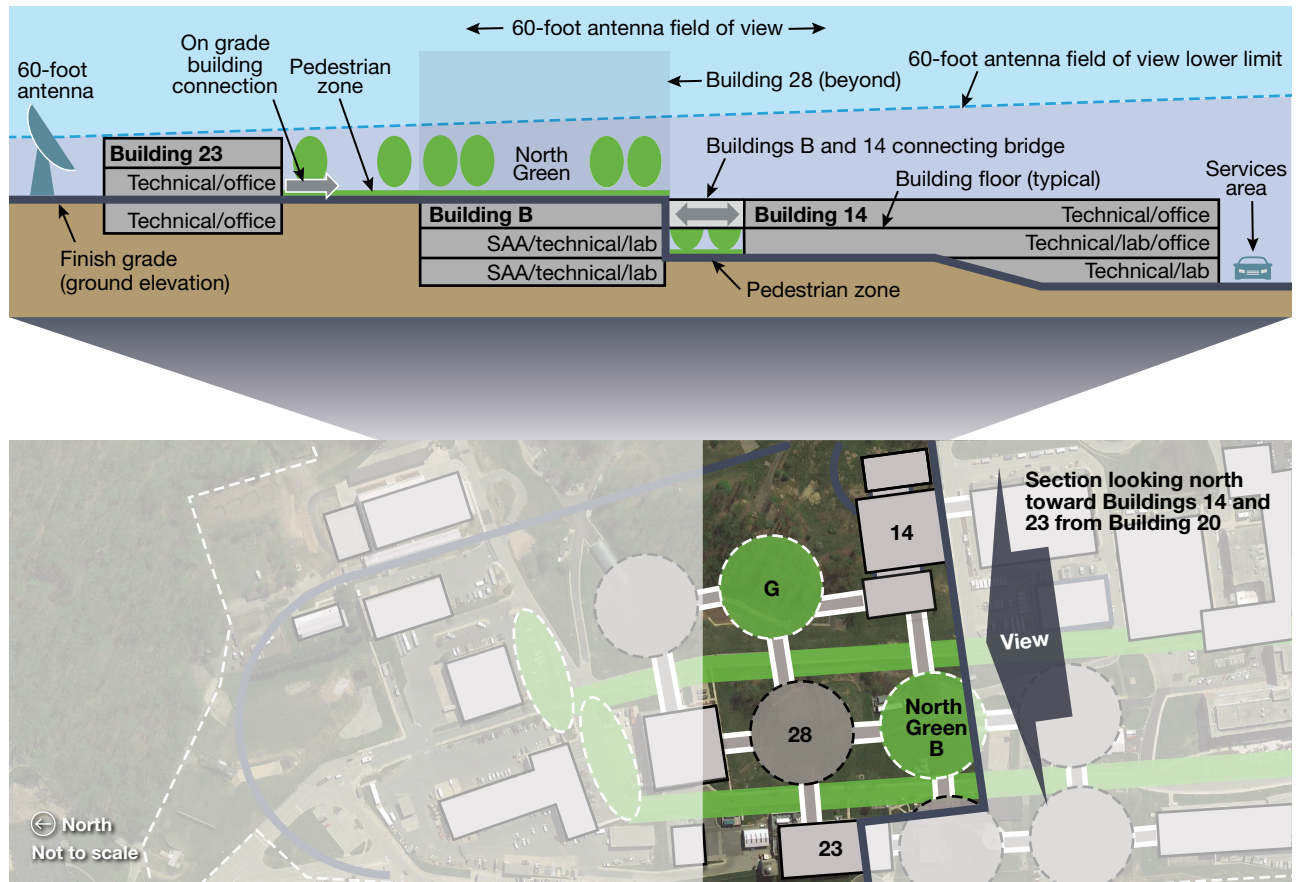 60-foot antenna field of view
On grade
building
connection
Pedestrian
zone
60-foot
antenna
Building 28 (beyond)
60-foot antenna field of view lower limit
Building 23
Technical/office
Technical/office
North
Green
Buildings B and 14 connecting bridge
Building floor (typical)
Services
area
Building B
SAA/technical/lab
SAA/technical/lab
Building 14
Technical/office
Technical/lab/office
Technical/lab
Finish grade
(ground elevation)
Pedestrian zone
Section looking north
toward Buildings 14 and
23 from Building 20
14
G
View
28
North
Green
B
23
North
Not to scale